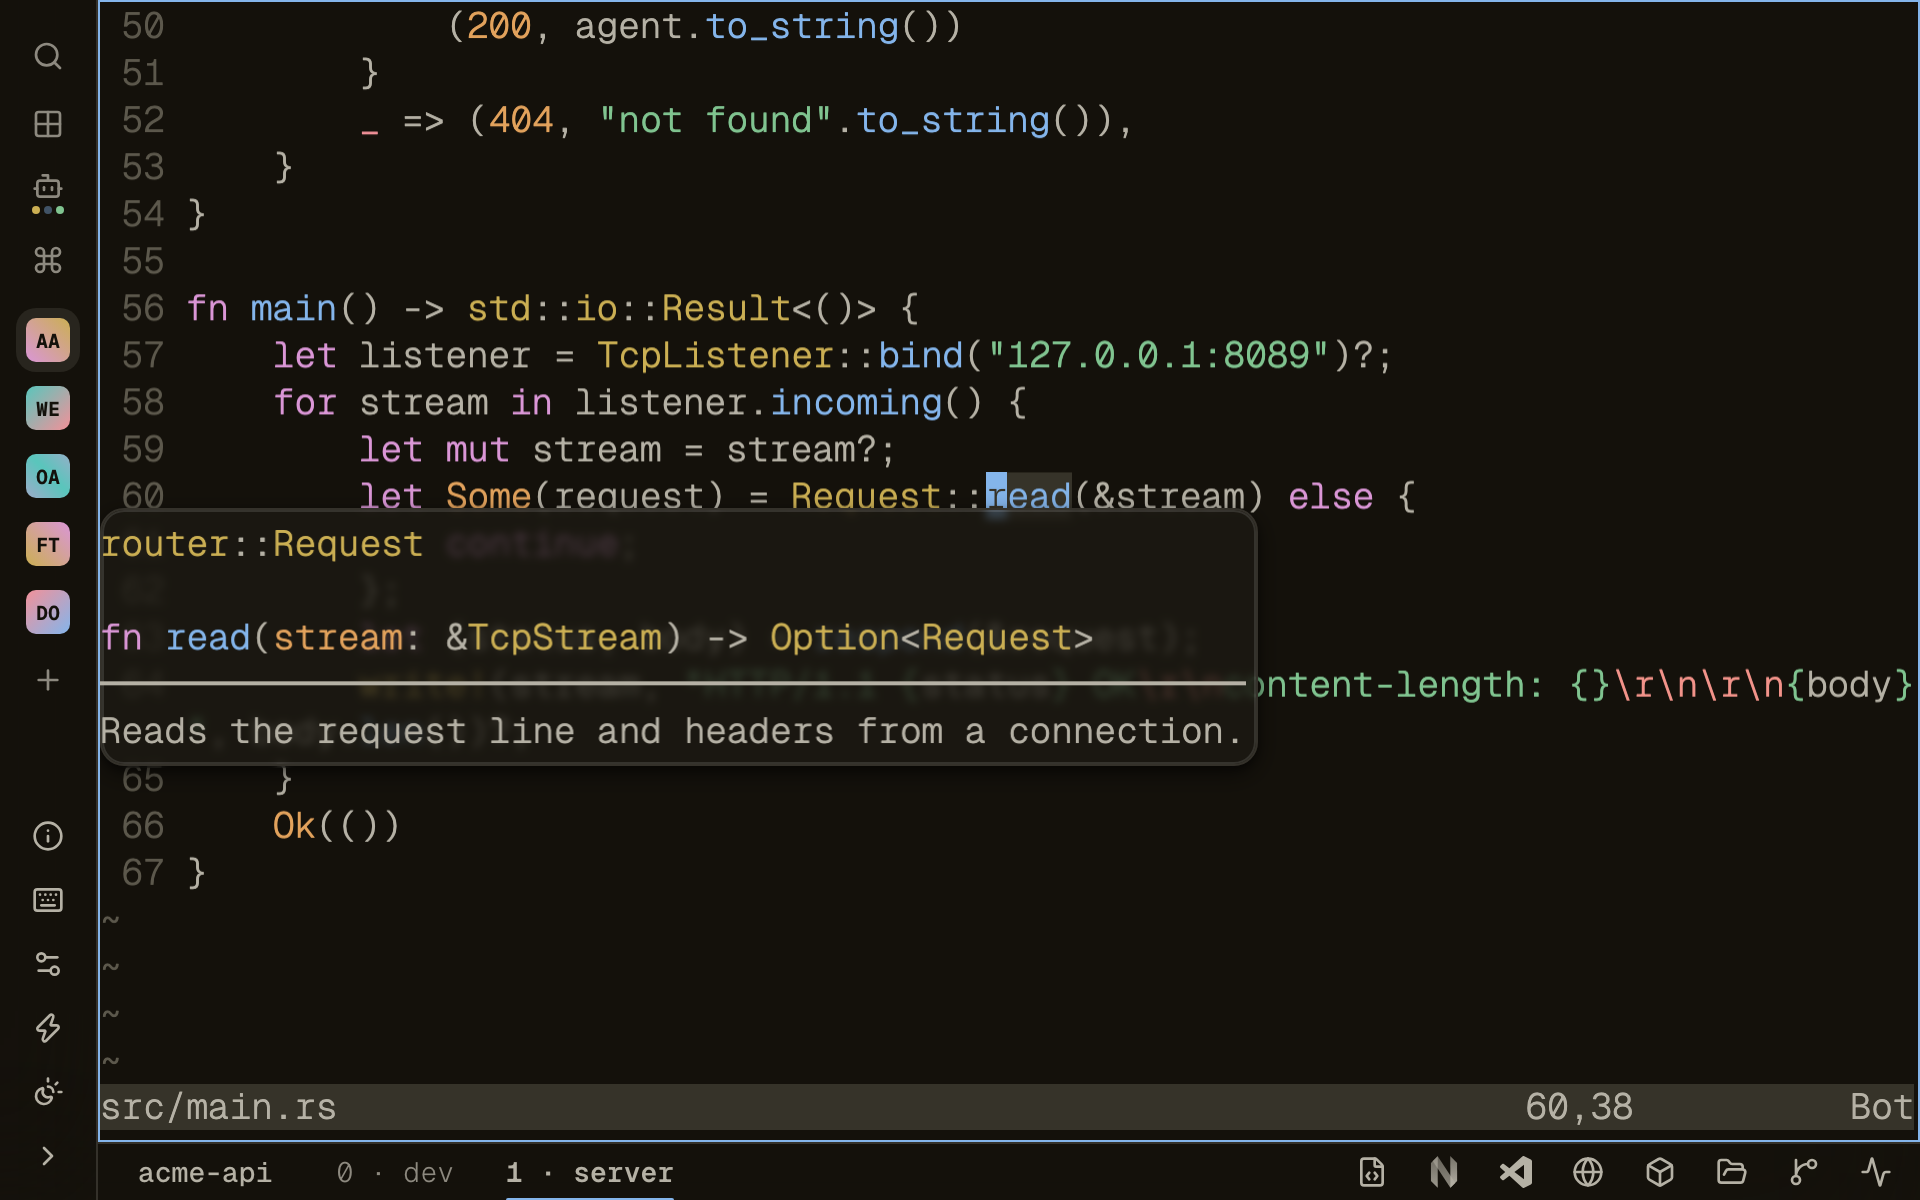 50             (200, agent.to_string())
51         }
52         _ => (404, "not found".to_string()),
53     }
54 }
55
56 fn main() -> std::io::Result<()> {
57     let listener = TcpListener::bind("127.0.0.1:8089")?;
58     for stream in listener.incoming() {
59         let mut stream = stream?;
60         let Some(request) = Request::read(&stream) else {
router::Request continue;
62         };
fn read(stream: &TcpStream) -> Option<Request>
ontent-length: {}\r\n\r\n{body}
Reads the request line and headers from a connection.
65     }
66     Ok(())
67 }
~
~
~
~
src/main.rs 60,38 Bot
AA
WE
OA
FT
DO
acme-api 0 · dev 1 · server